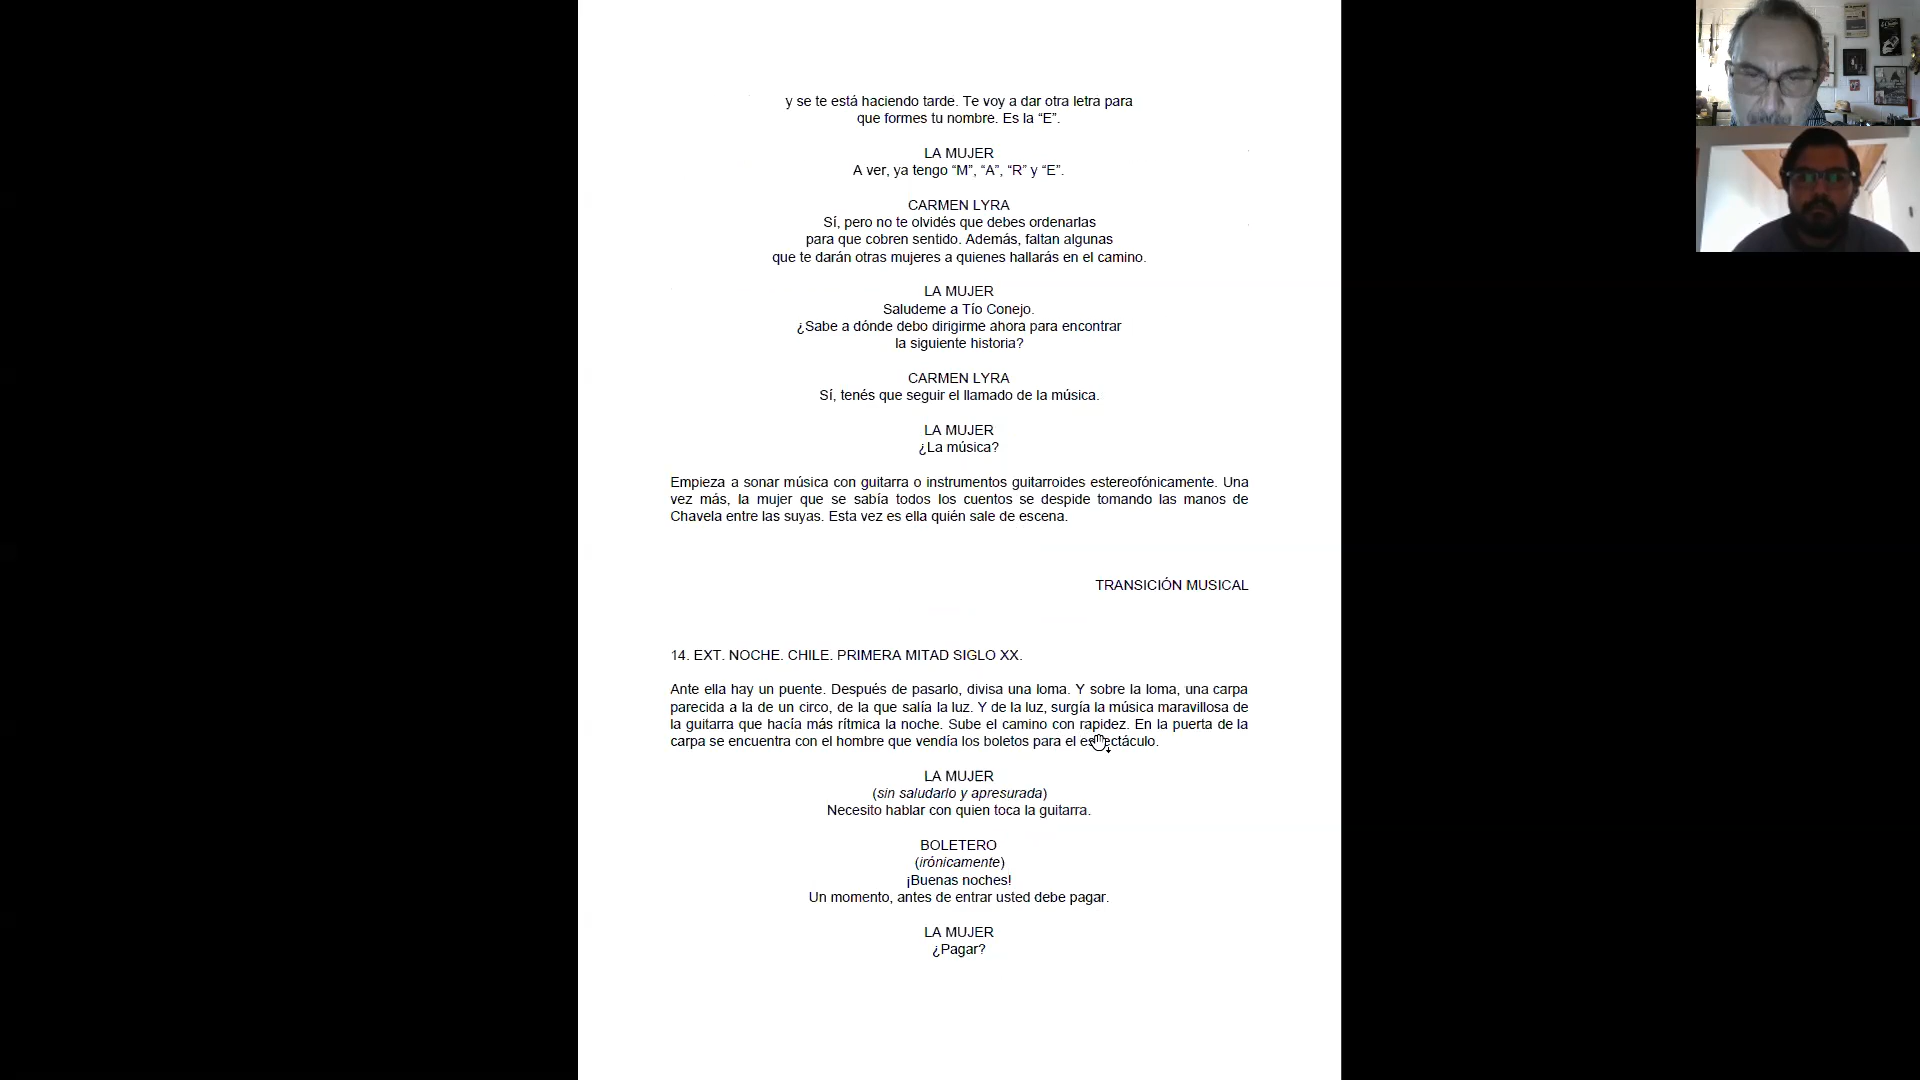 y se te está haciendo tarde. Te voy a dar otra letra para
que formes tu nombre. Es la “E”.
LA MUJER
A ver, ya tengo “M”, “A”, “R” y “E”.
CARMEN LYRA
Sí, pero no te olvidés que debes ordenarlas
para que cobren sentido. Además, faltan algunas
que te darán otras mujeres a quienes hallarás en el camino.
LA MUJER
Saludeme a Tío Conejo.
¿Sabe a dónde debo dirigirme ahora para encontrar
la siguiente historia?
CARMEN LYRA
Sí, tenés que seguir el llamado de la música.
LA MUJER
¿La música?
Empieza a sonar música con guitarra o instrumentos guitarroides estereofónicamente. Una
vez más, la mujer que se sabía todos los cuentos se despide tomando las manos de
Chavela entre las suyas. Esta vez es ella quién sale de escena.
TRANSICIÓN MUSICAL
14. EXT. NOCHE. CHILE. PRIMERA MITAD SIGLO XX.
Ante ella hay un puente. Después de pasarlo, divisa una loma. Y sobre la loma, una carpa
parecida a la de un circo, de la que salía la luz. Y de la luz, surgía la música maravillosa de
la guitarra que hacía más rítmica la noche. Sube el camino con rapidez. En la puerta de la
carpa se encuentra con el hombre que vendía los boletos para el espectáculo.
LA MUJER
(sin saludarlo y apresurada)
Necesito hablar con quien toca la guitarra.
BOLETERO
(irónicamente)
¡Buenas noches!
Un momento, antes de entrar usted debe pagar.
LA MUJER
¿Pagar?